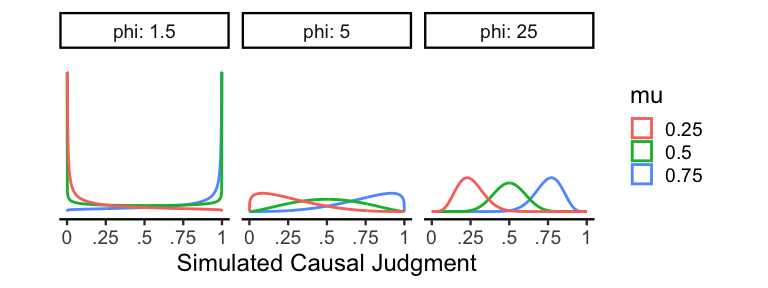 phi: 1.5
phi: 5
phi: 25
mu
0.25
0.5
0.75
0 .25 .5 .75 1
0 .25 .5 .75 1
0 .25 .5 .75 1
Simulated Causal Judgment